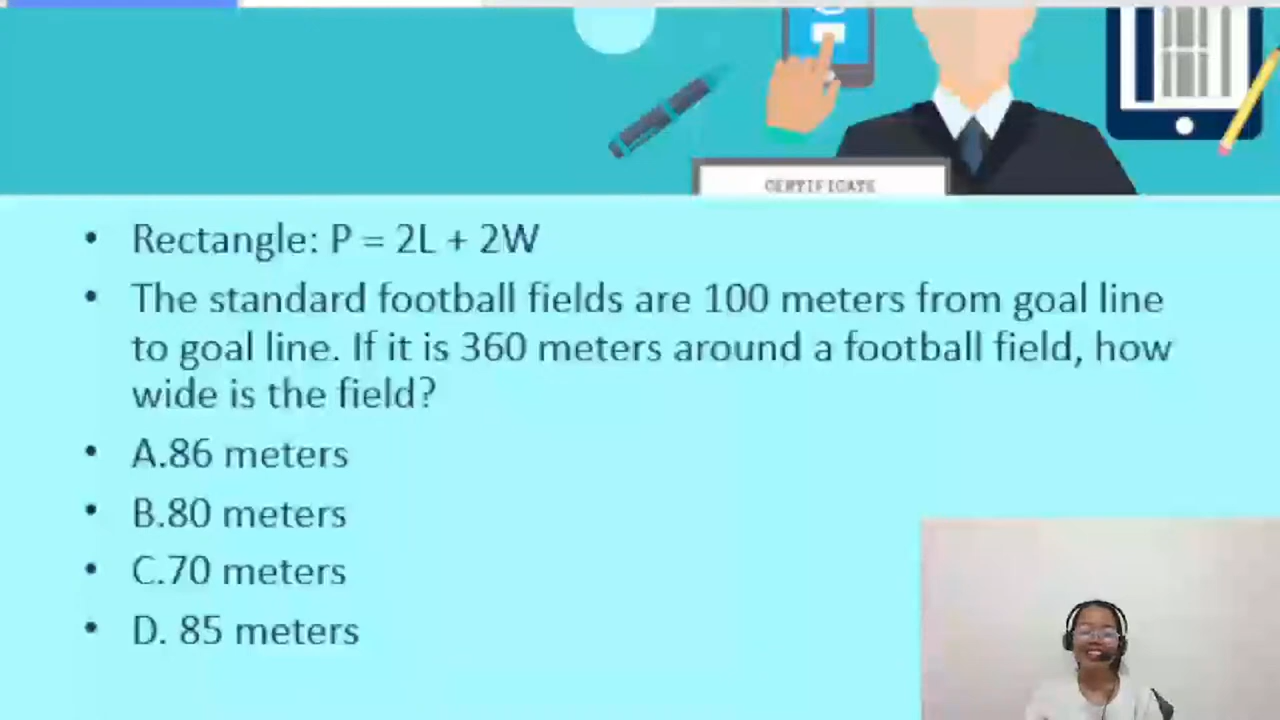 CERTIFICATE
• Rectangle: P = 2L + 2W
• The standard football fields are 100 meters from goal line
to goal line. If it is 360 meters around a football field, how
wide is the field?
• A.86 meters
• B.80 meters
• C.70 meters
• D. 85 meters